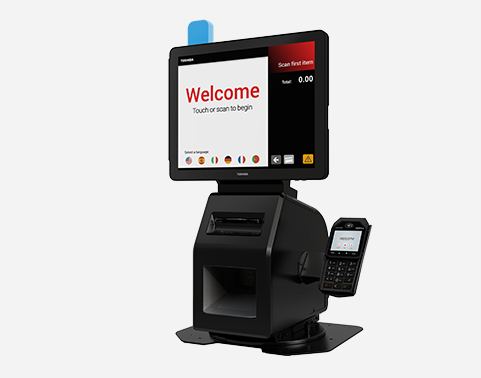 TOSHIBA
Scan first item
Total: 0.00
Welcome
Touch or scan to begin
Select a language
TOSHIBA
WELCOME